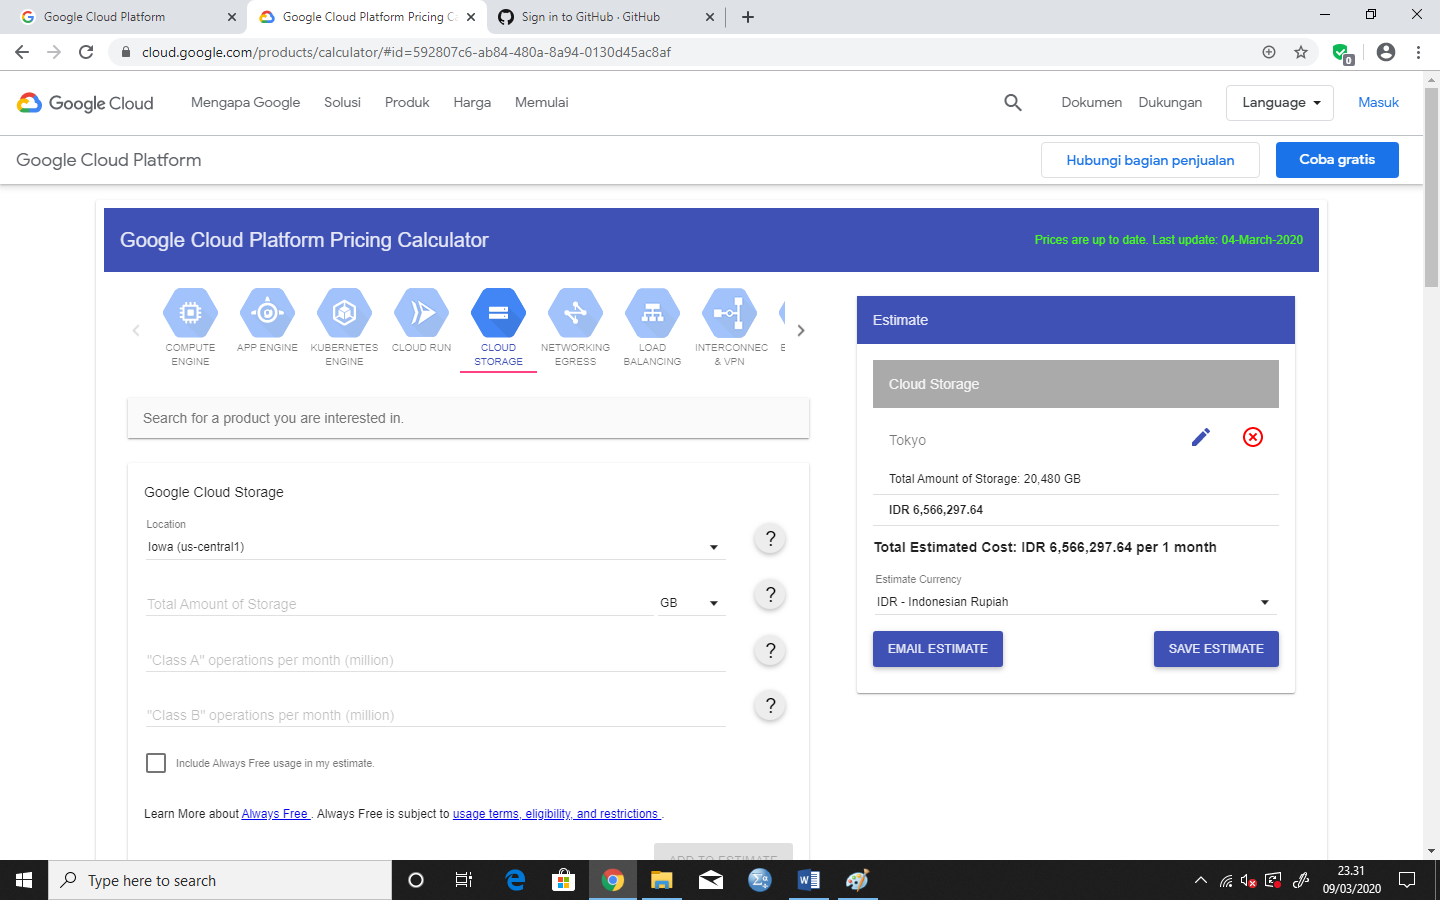 Google Cloud Platform
Google Cloud Platform Pricing Ca
Sign in to GitHub · GitHub
cloud.google.com/products/calculator/#id=592807c6-ab84-480a-8a94-0130d45ac8af
0
Google Cloud
Mengapa Google
Solusi
Produk
Harga
Memulai
Dokumen
Dukungan
Language
Masuk
Google Cloud Platform
Hubungi bagian penjualan
Coba gratis
Google Cloud Platform Pricing Calculator
Prices are up to date. Last update: 04-March-2020
COMPUTE
ENGINE
APP ENGINE
KUBERNETES
ENGINE
CLOUD RUN
CLOUD
STORAGE
NETWORKING
EGRESS
LOAD
BALANCING
INTERCONNEC
& VPN
E
Search for a product you are interested in.
Google Cloud Storage
Location
Iowa (us-central1)
?
Total Amount of Storage
GB
?
"Class A" operations per month (million)
?
"Class B" operations per month (million)
?
Include Always Free usage in my estimate.
Learn More about Always Free . Always Free is subject to usage terms, eligibility, and restrictions .
ADD TO ESTIMATE
Estimate
Cloud Storage
Tokyo
Total Amount of Storage: 20,480 GB
IDR 6,566,297.64
Total Estimated Cost: IDR 6,566,297.64 per 1 month
Estimate Currency
IDR - Indonesian Rupiah
EMAIL ESTIMATE
SAVE ESTIMATE
Type here to search
23.31
09/03/2020